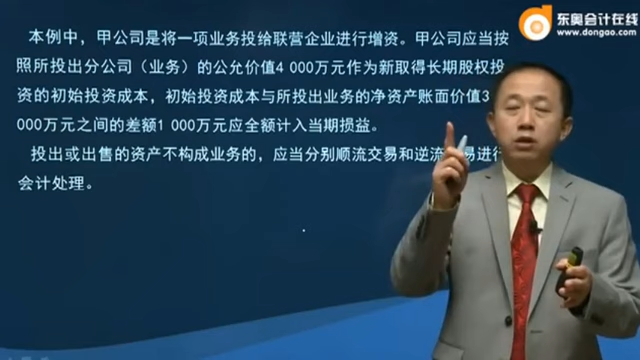 东奥会计在线
www.dongao.com
本例中，甲公司是将一项业务投给联营企业进行增资。甲公司应当按
照所投出分公司（业务）的公允价值4 000万元作为新取得长期股权投
资的初始投资成本，初始投资成本与所投出业务的净资产账面价值3
000万元之间的差额1 000万元应全额计入当期损益。
投出或出售的资产不构成业务的，应当分别顺流交易和逆流 易进行
会计处理。